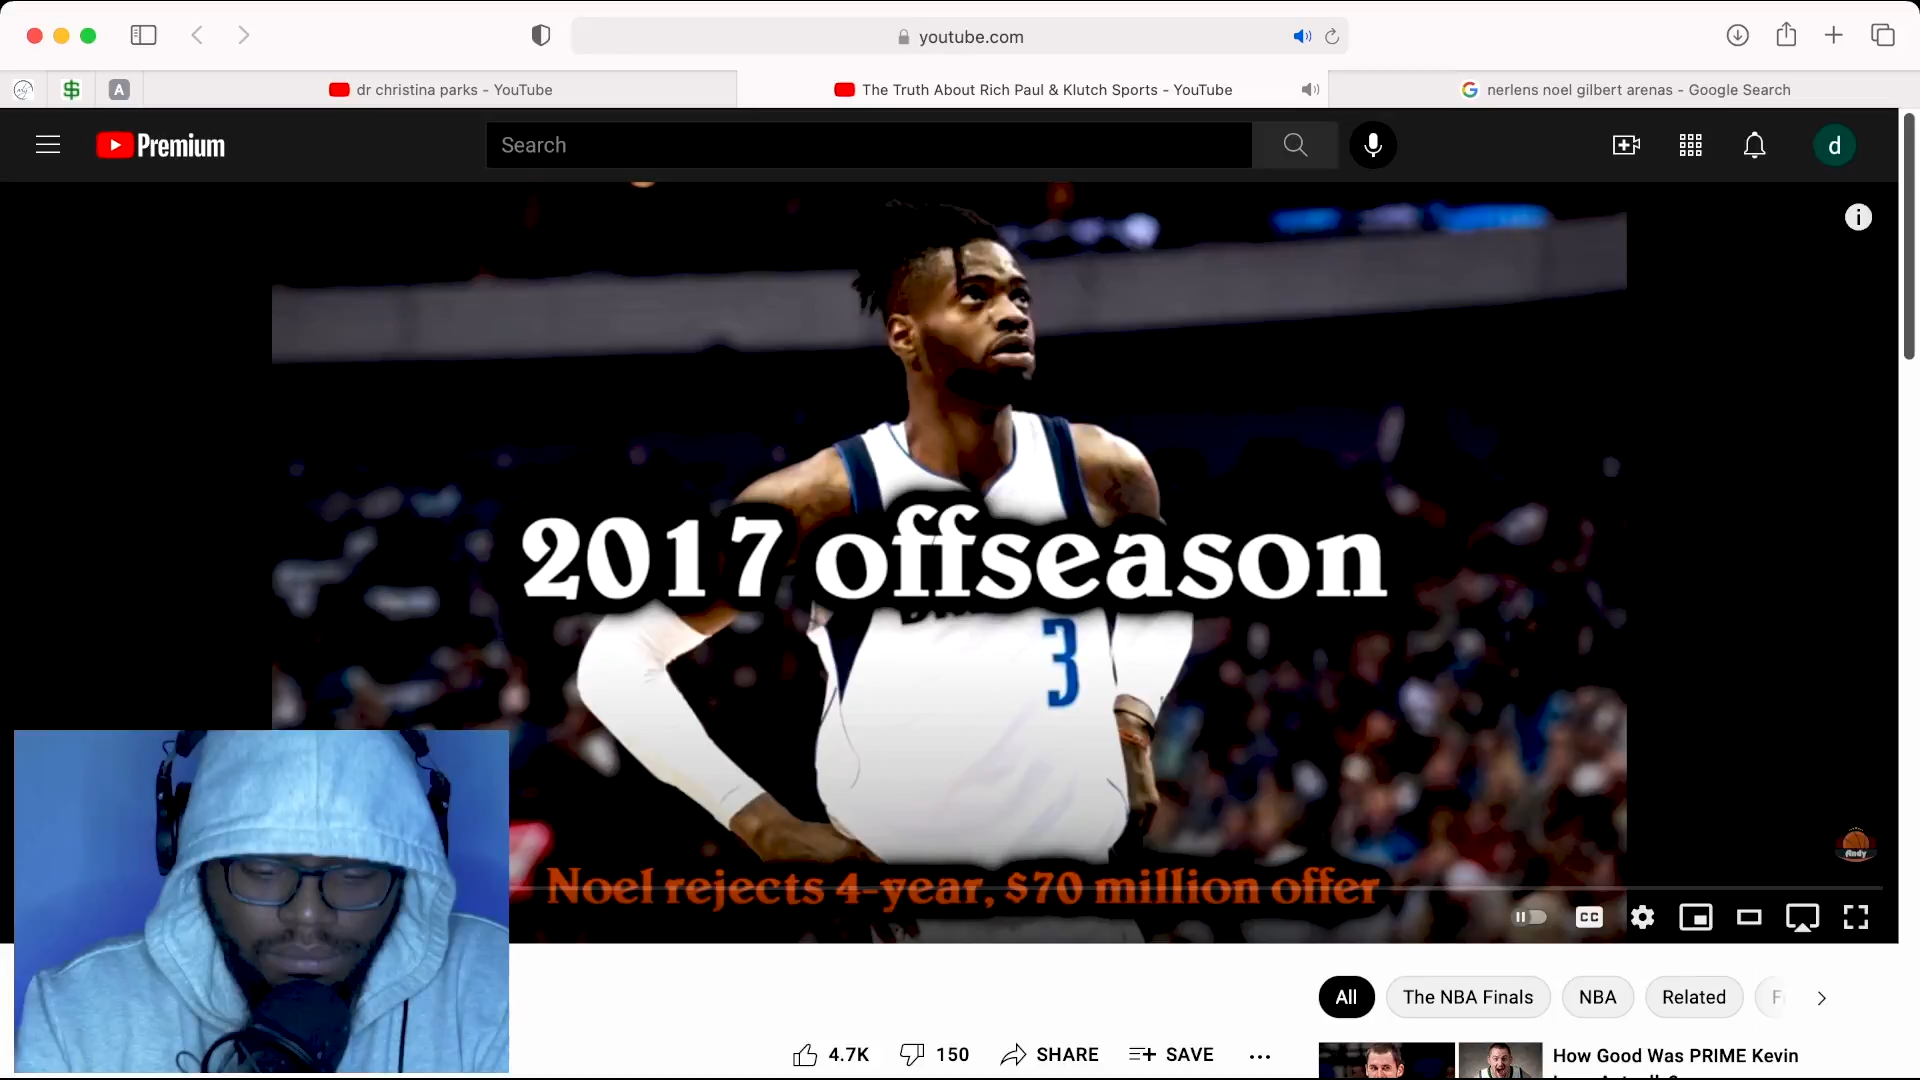 youtube.com
A
dr christina parks - YouTube
The Truth About Rich Paul & Klutch Sports - YouTube
nerlens noel gilbert arenas - Google Search
Premium
Search
d
2017 offseason
3
Noel rejects 4-year, $70 million offer
Andy
CC
All
The NBA Finals
NBA
Related
4.7K
150
SHARE
SAVE
How Good Was PRIME Kevin